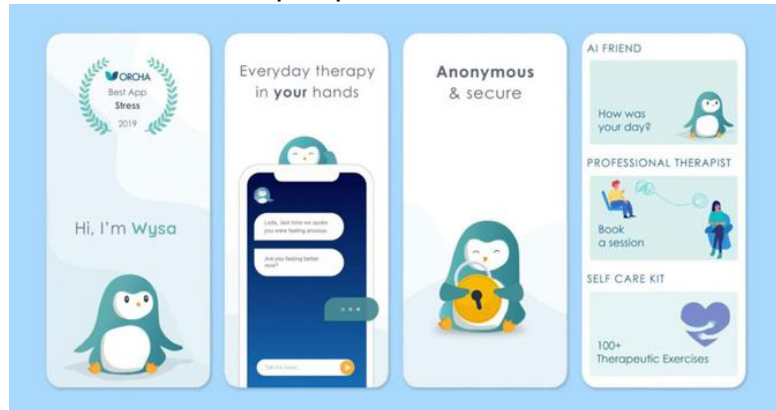 ORCHA
Best App
Stress
2019
Hi, I'm Wysa
Everyday therapy
in your hands
last time we spoke
you were feeling anxious.
Are you feeling better
now?
Anonymous
& secure
AI FRIEND
How was
your day?
PROFESSIONAL THERAPIST
Book
a session
SELF CARE KIT
100+
Therapeutic Exercises